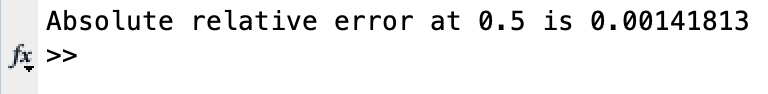 Absolute relative error at 0.5 is 0.00141813
fx >>